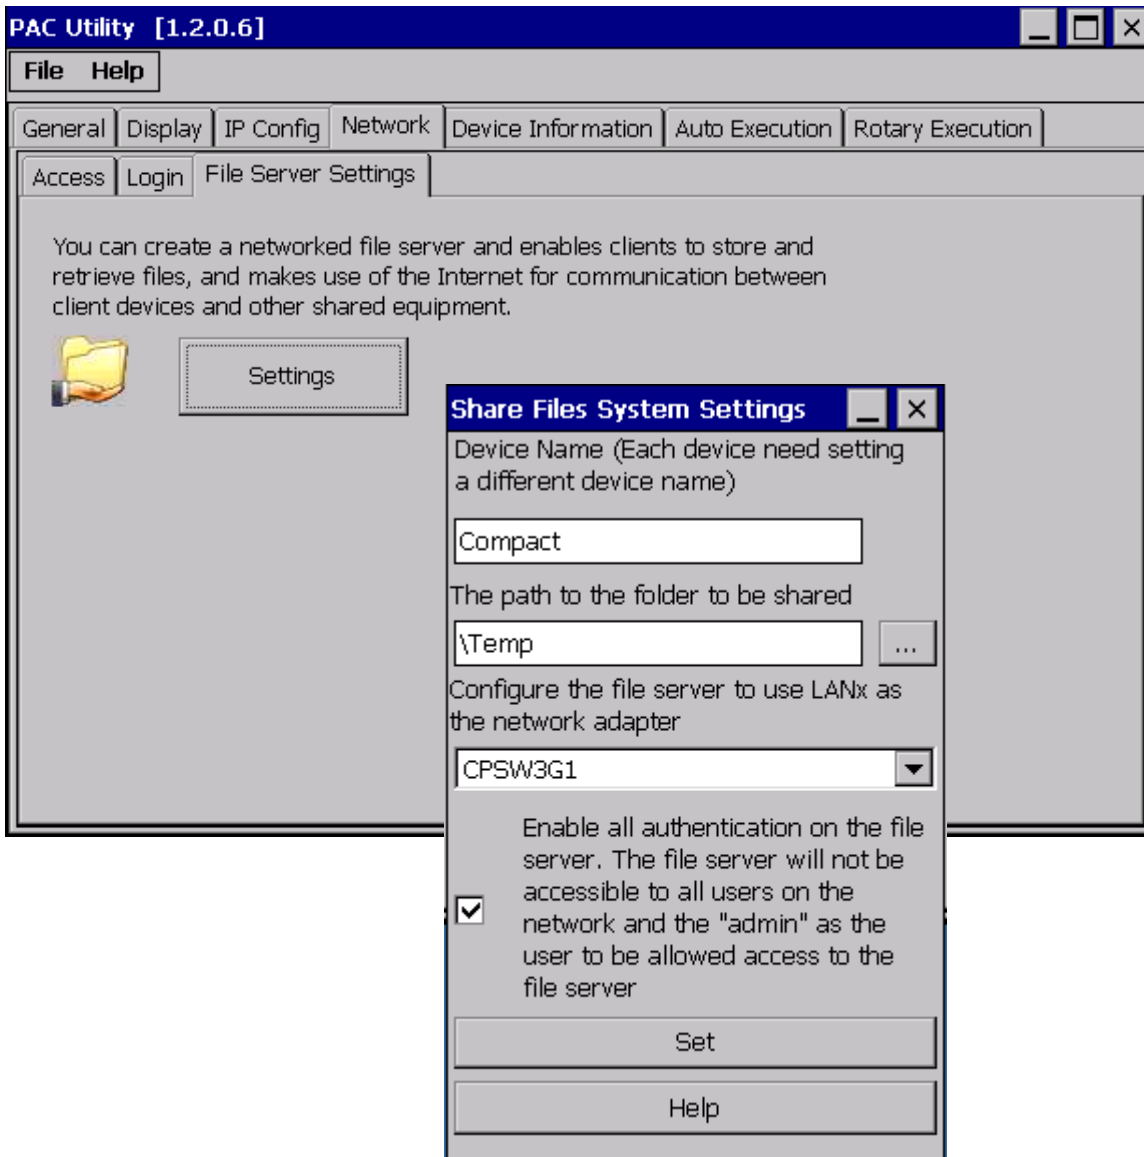 PAC Utility [1.2.0.6]
File Help
General Display IP Config Network Device Information Auto Execution Rotary Execution
Access Login File Server Settings
You can create a networked file server and enables clients to store and
retrieve files, and makes use of the Internet for communication between
client devices and other shared equipment.
Settings
Share Files System Settings
Device Name (Each device need setting
a different device name)
Compact
The path to the folder to be shared
\Temp
...
Configure the file server to use LANx as
the network adapter
CPSW3G1
Enable all authentication on the file
server. The file server will not be
accessible to all users on the
network and the "admin" as the
user to be allowed access to the
file server
Set
Help